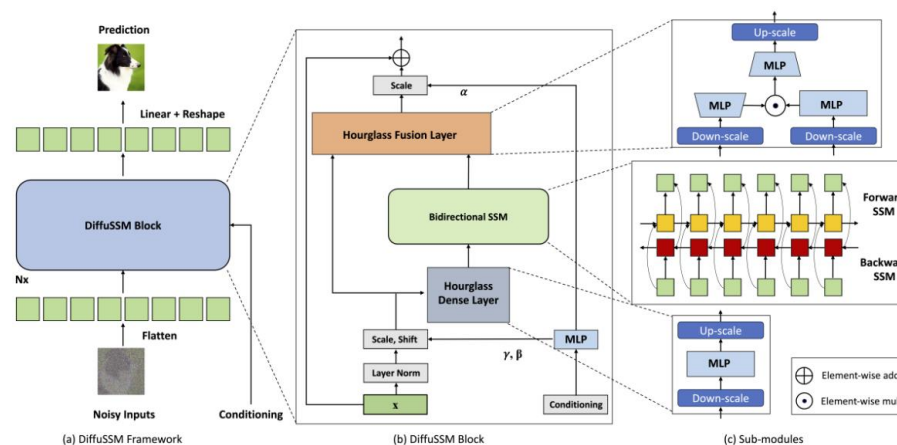 Prediction
Linear + Reshape
DiffuSSM Block
Nx
Flatten
Noisy Inputs
Conditioning
(a) DiffuSSM Framework
Scale
α
Hourglass Fusion Layer
Bidirectional SSM
Hourglass
Dense Layer
Scale, Shift
γ, β
MLP
Layer Norm
x
Conditioning
(b) DiffuSSM Block
Up-scale
MLP
MLP
MLP
Down-scale
Down-scale
Forwar
SSM
Backwa
SSM
Up-scale
MLP
Down-scale
Element-wise add
Element-wise mul
(c) Sub-modules